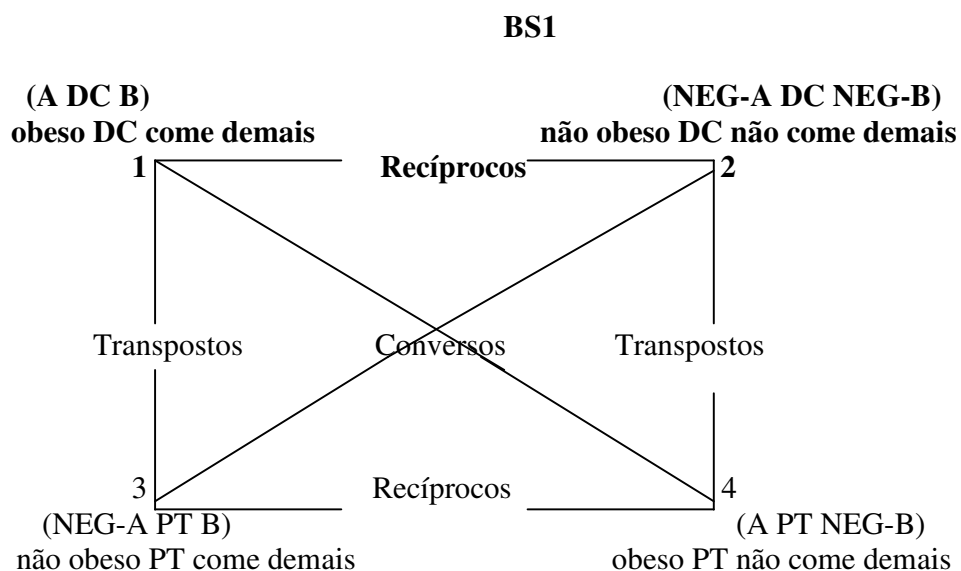 BS1
(A DC B) (NEG-A DC NEG-B)
obeso DC come demais não obeso DC não come demais
1 Recíprocos 2
Transpostos Conversos Transpostos
3 Recíprocos 4
(NEG-A PT B) (A PT NEG-B)
não obeso PT come demais obeso PT não come demais